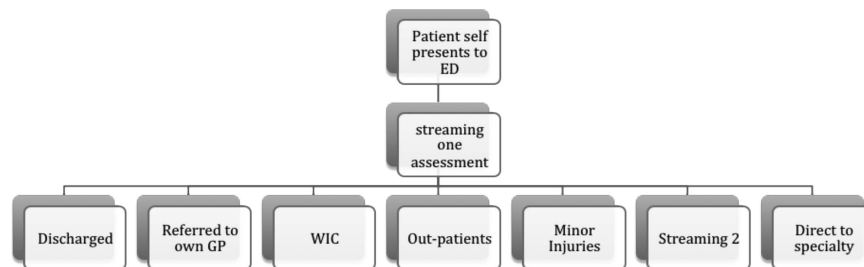 Patient self
presents to
ED
streaming
one
assessment
Discharged
Referred to
own GP
WIC
Out-patients
Minor
Injuries
Streaming 2
Direct to
specialty